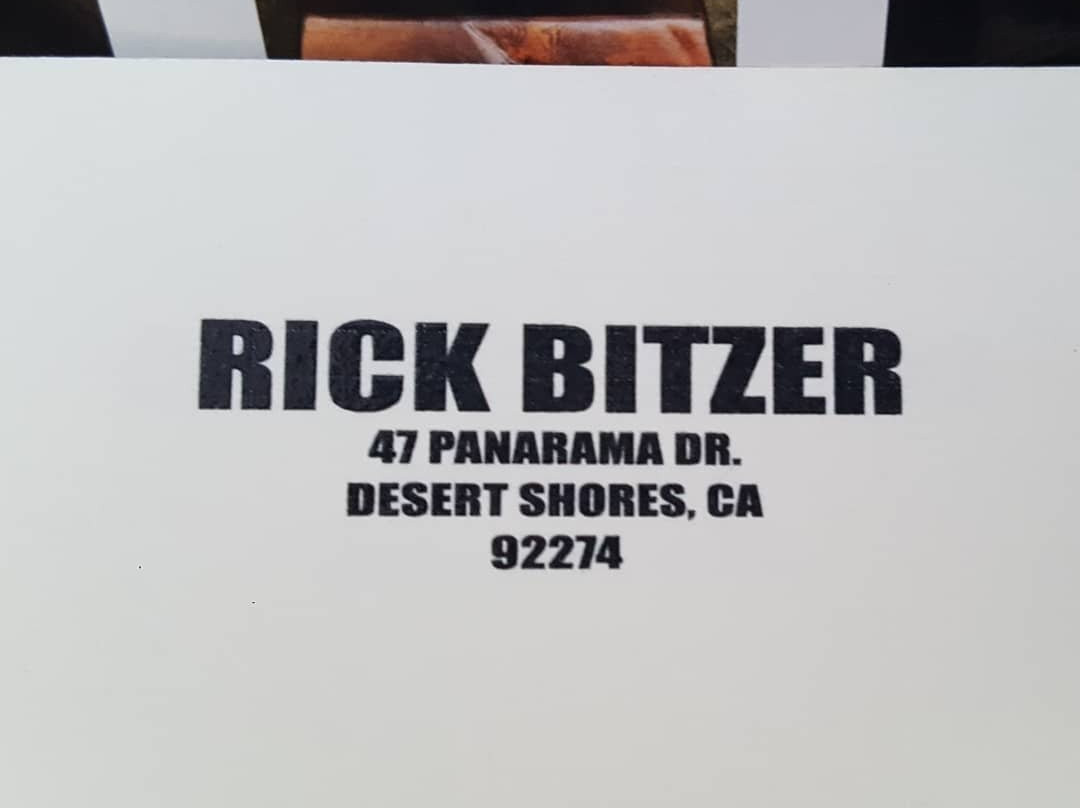 RICK BITZER
47 PANARAMA DR.
DESERT SHORES, CA
92274